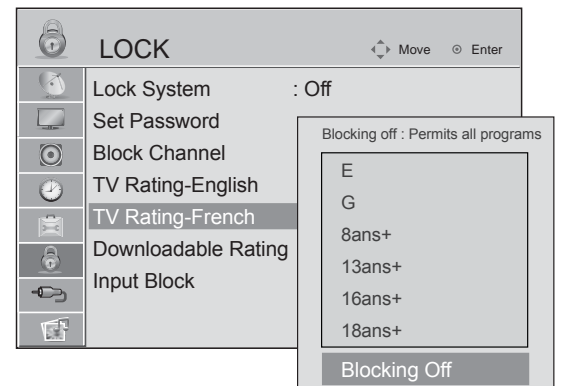 LOCK
Move Enter
Lock System : Off
Set Password
Block Channel
TV Rating-English
TV Rating-French
Downloadable Rating
Input Block
Blocking off : Permits all programs
E
G
8ans+
13ans+
16ans+
18ans+
Blocking Off